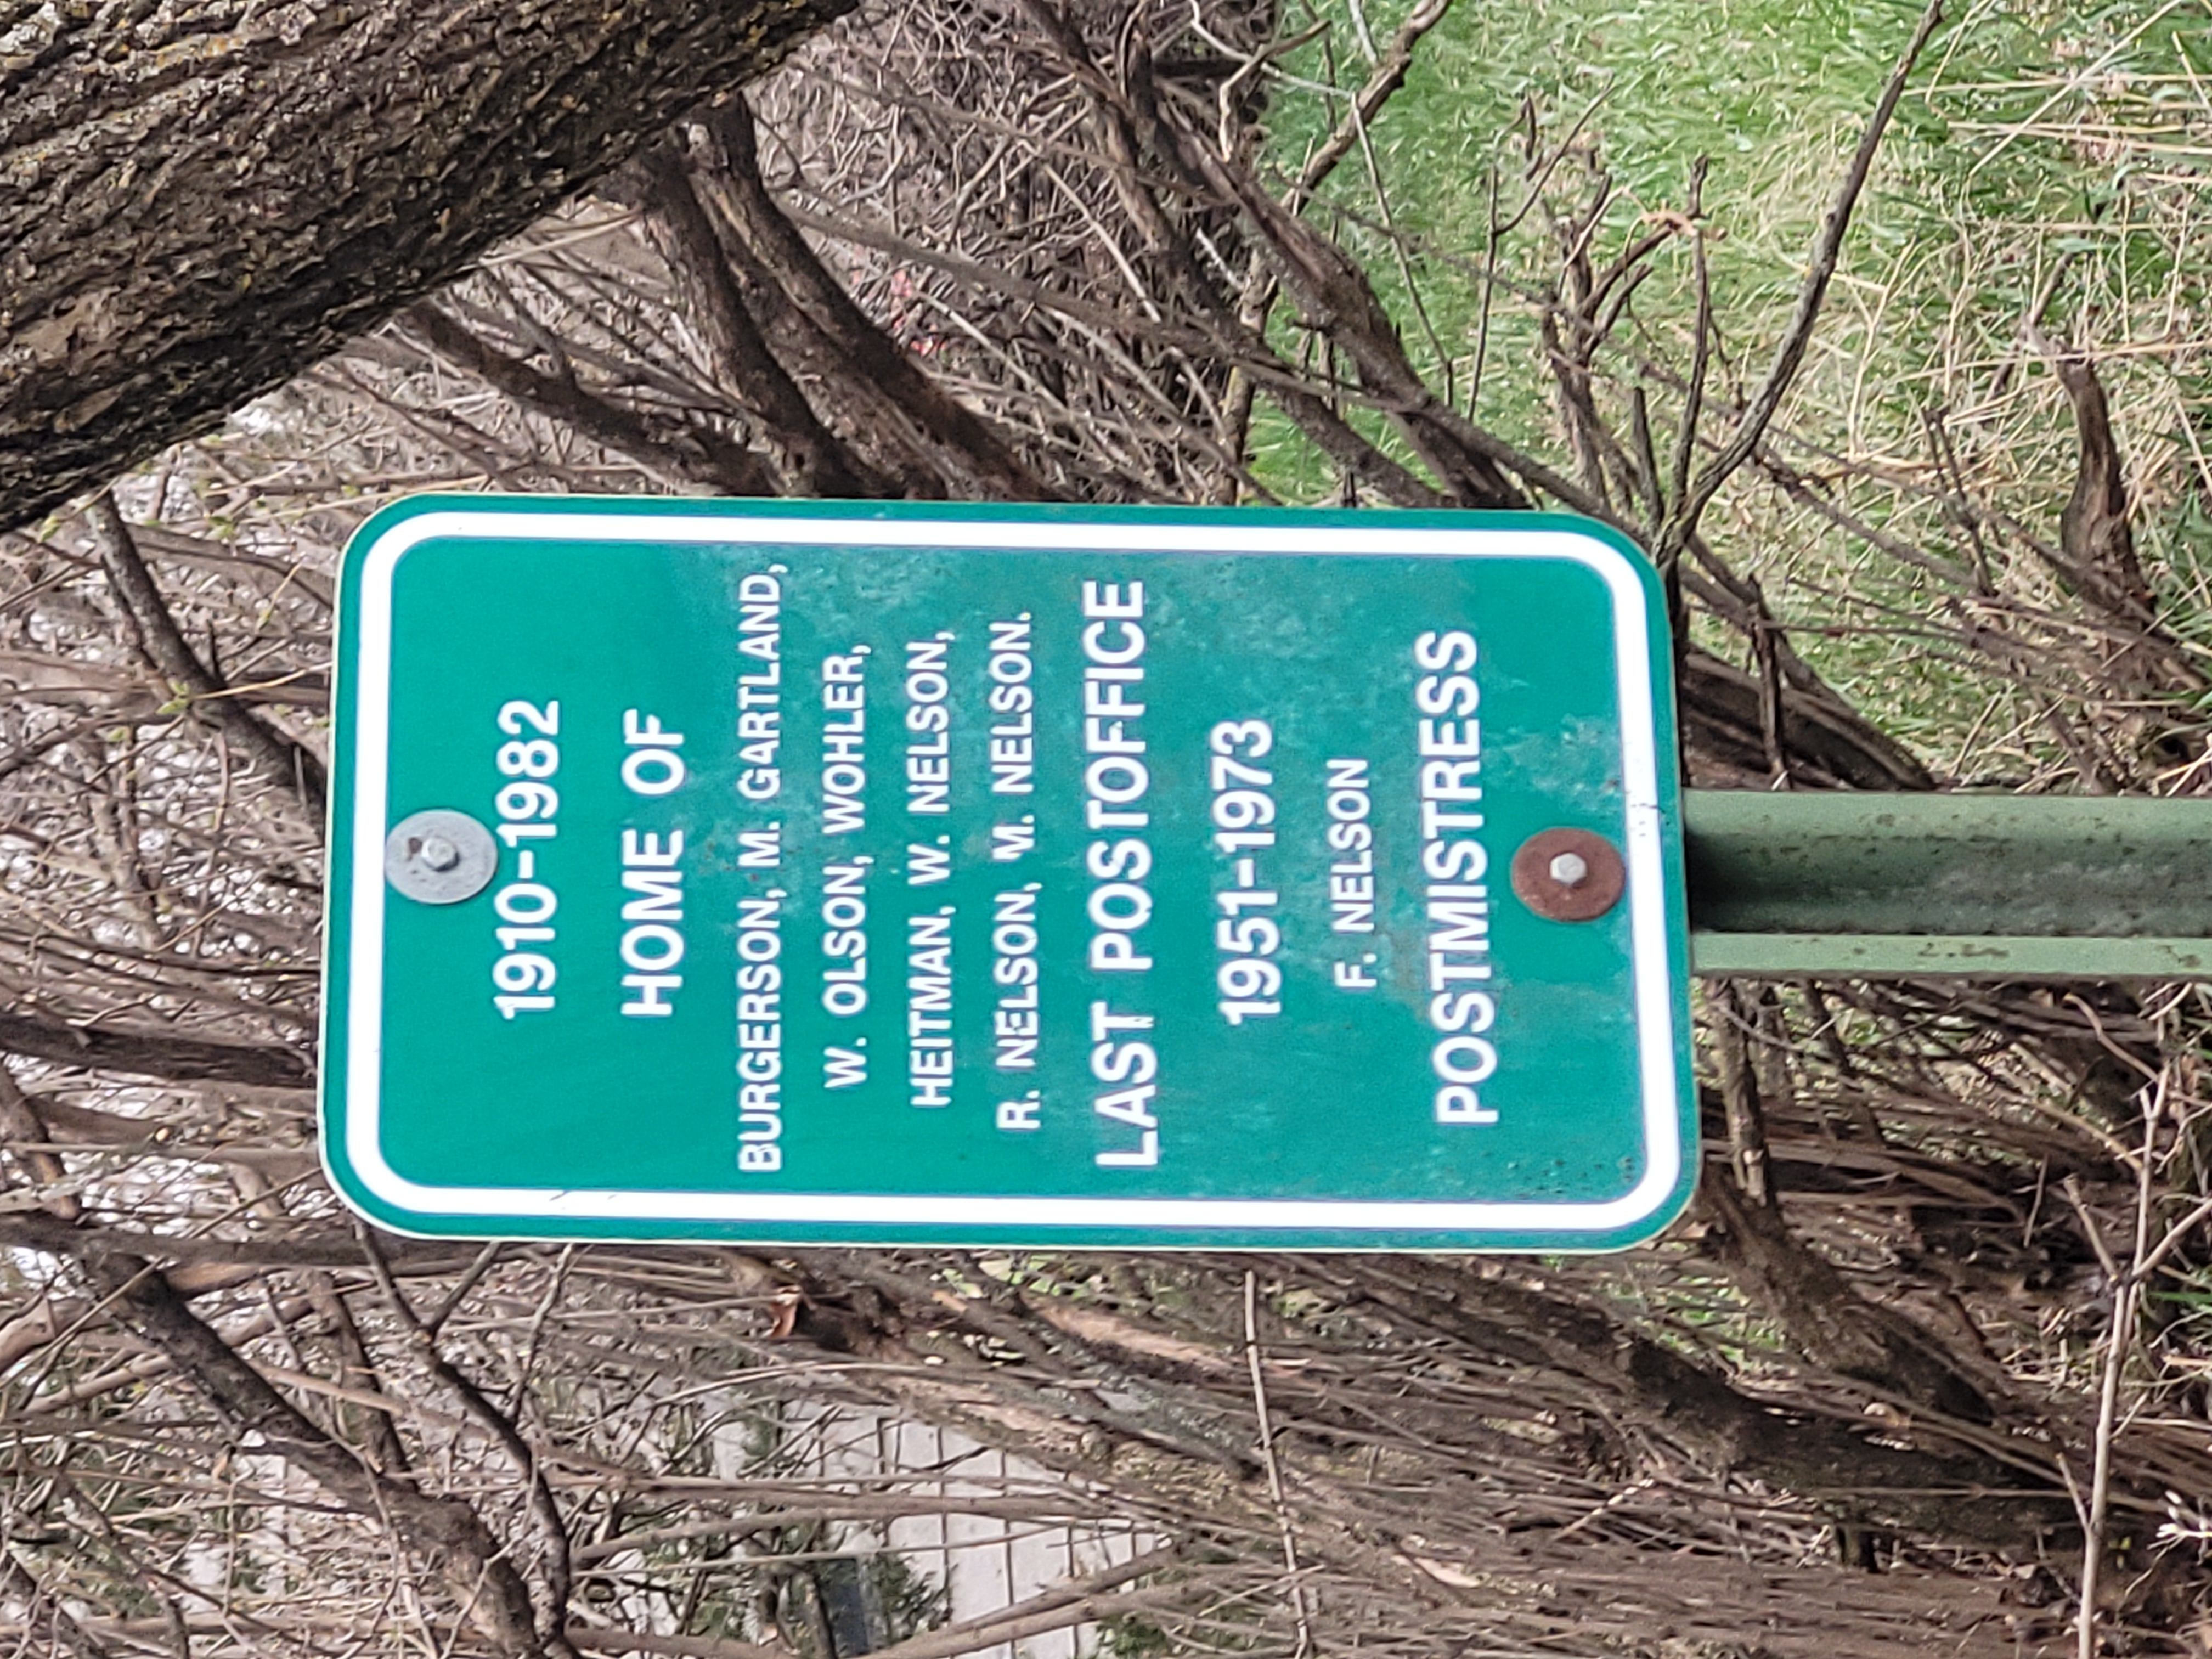 1910-1982
HOME OF
BURGERSON, M. GARTLAND,
W. OLSON, WOHLER,
HEITMAN, W. NELSON,
R. NELSON, M. NELSON.
LAST POSTOFFICE
1951-1973
F. NELSON
POSTMISTRESS